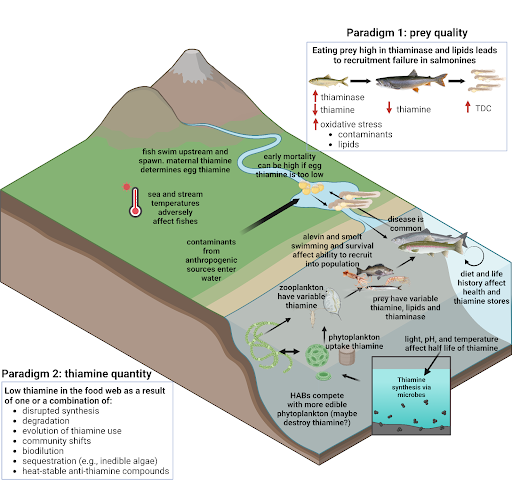 Paradigm 1: prey quality
Eating prey high in thiaminase and lipids leads
to recruitment failure in salmonines
thiaminase
thiamine
thiamine
TDC
oxidative stress
• contaminants
• lipids
fish swim upstream and
spawn. maternal thiamine
determines egg thiamine
early mortality
can be high if egg
thiamine is too low
sea and stream
temperatures
adversely
affect fishes
disease is
common
contaminants
from
anthropogenic
sources enter
water
alevin and smelt
swimming and survival
affect ability to recruit
into population
diet and life
history affect
health and
thiamine stores
zooplankton
have variable
thiamine
prey have variable
thiamine, lipids and
thiaminase
phytoplankton
uptake thiamine
light, pH, and temperature
affect half life of thiamine
Thiamine
synthesis via
microbes
HABs compete
with more edible
phytoplankton (maybe
destroy thiamine?)
Paradigm 2: thiamine quantity
Low thiamine in the food web as a result
of one or a combination of:
• disrupted synthesis
• degradation
• evolution of thiamine use
• community shifts
• biodilution
• sequestration (e.g., inedible algae)
• heat-stable anti-thiamine compounds